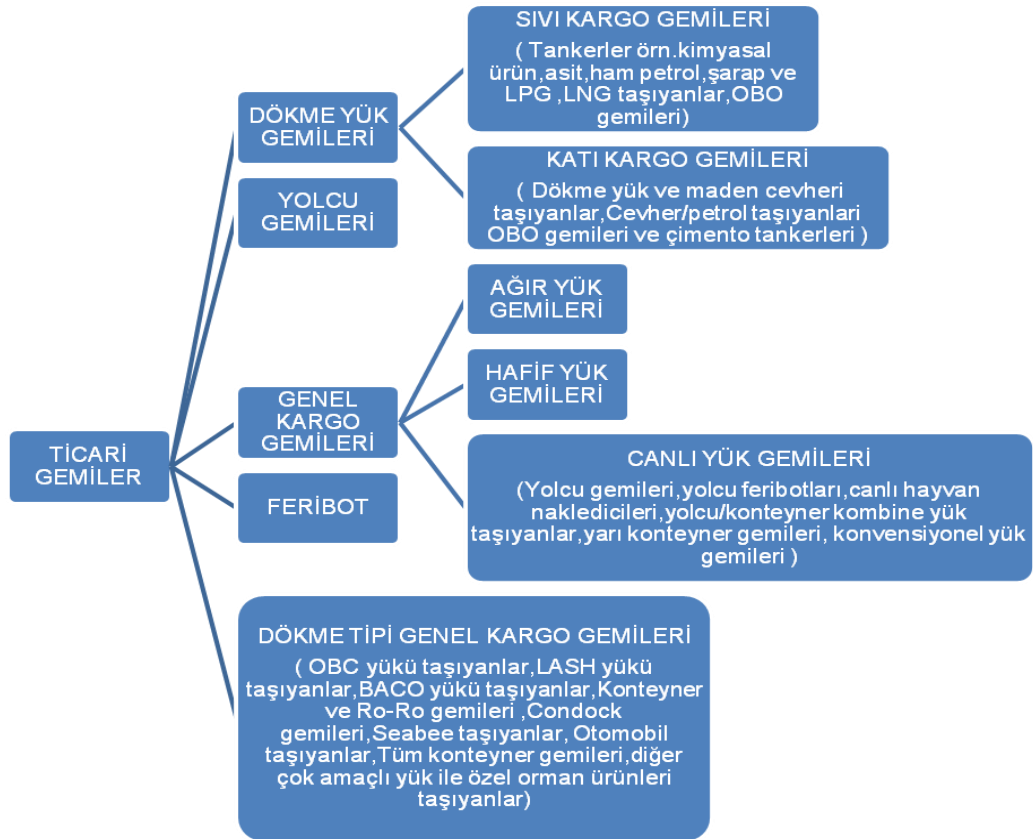 TİCARİ
GEMİLER
DÖKME YÜK
GEMİLERİ
SIVI KARGO GEMİLERİ
( Tankerler örn.kimyasal
ürün,asit,ham petrol,şarap ve
LPG ,LNG taşıyanlar,OBO
gemileri)
KATI KARGO GEMİLERİ
( Dökme yük ve maden cevheri
taşıyanlar,Cevher/petrol taşıyanlari
OBO gemileri ve çimento tankerleri )
YOLCU
GEMİLERİ
GENEL
KARGO
GEMİLERİ
AĞIR YÜK
GEMİLERİ
HAFİF YÜK
GEMİLERİ
CANLI YÜK GEMİLERİ
(Yolcu gemileri,yolcu feribotları,canlı hayvan
nakledicileri,yolcu/konteyner kombine yük
taşıyanlar,yarı konteyner gemileri, konvensiyonel yük
gemileri )
FERİBOT
DÖKME TİPİ GENEL KARGO GEMİLERİ
( OBC yükü taşıyanlar,LASH yükü
taşıyanlar,BACO yükü taşıyanlar,Konteyner
ve Ro-Ro gemileri ,Condock
gemileri,Seabee taşıyanlar, Otomobil
taşıyanlar,Tüm konteyner gemileri,diğer
çok amaçlı yük ile özel orman ürünleri
taşıyanlar)